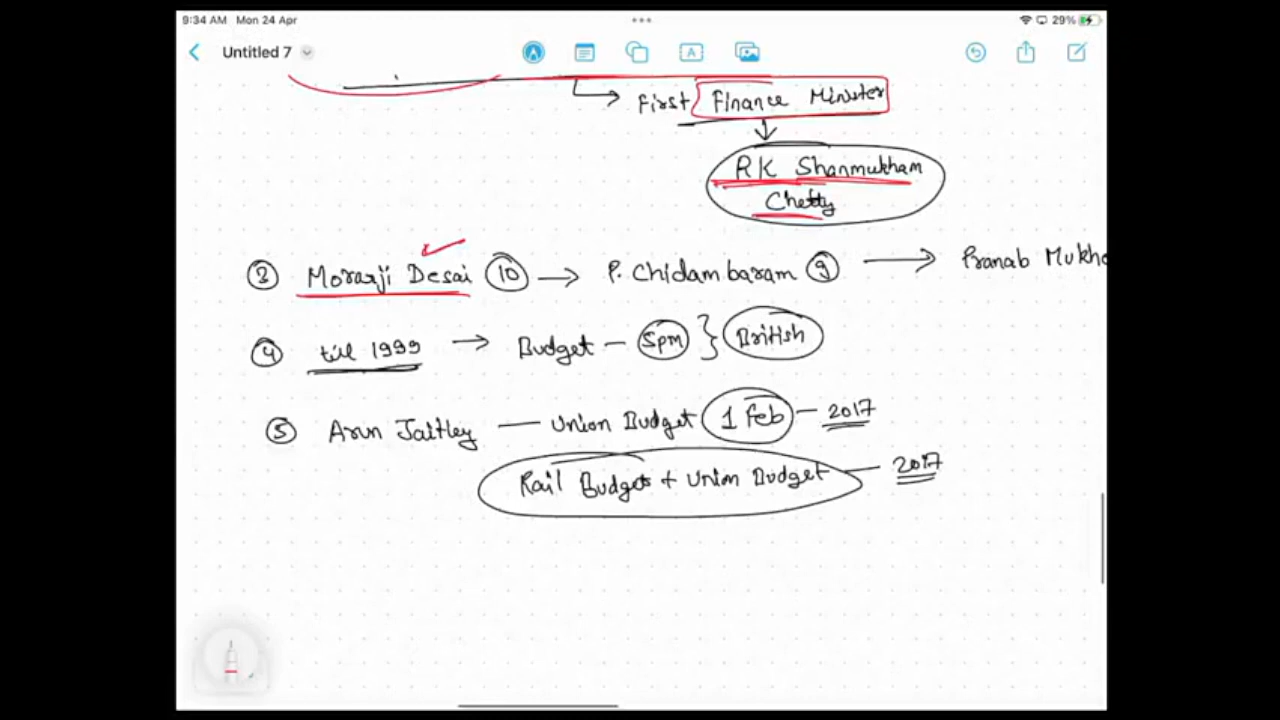 9:34 AM Mon 24 Apr
29%
Untitled 7
First Finance Minister
RK Shanmukham
Chetty
③ Morarji Desai ⑩ → P. Chidambaram ⑨ → Pranab Mukhe
④ till 1999 → Budget – 5pm } British
⑤ Arun Jaitley — Union Budget 1 Feb – 2017
Rail Budget + Union Budget — 2017